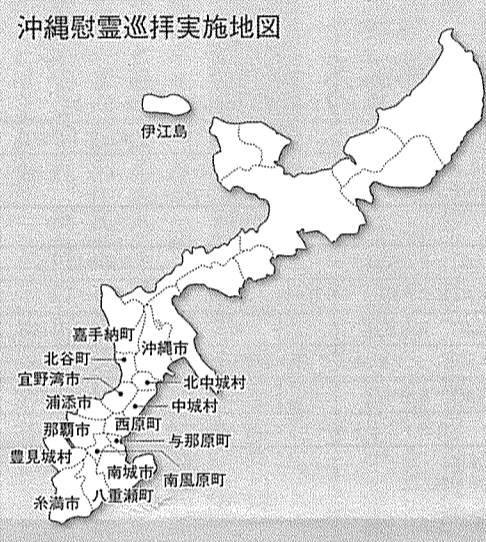 沖縄慰霊巡拝実施地図
伊江島
嘉手納町
沖縄市
北谷町
北中城村
宜野湾市
中城村
浦添市
西原町
那覇市
与那原町
豊見城村
南城市
南風原町
八重瀬町
糸満市